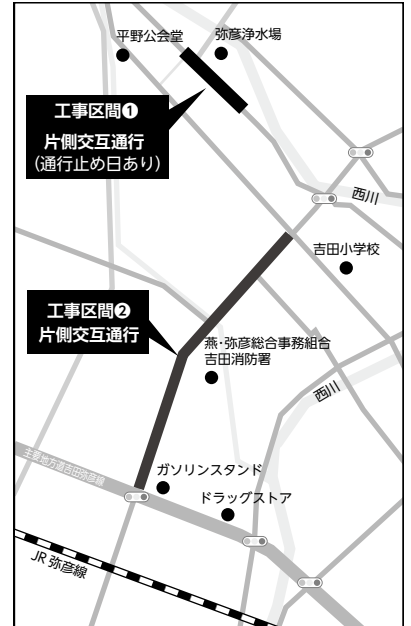 平野公会堂
弥彦浄水場
工事区間❶
片側交互通行
(通行止め日あり)
西川
吉田小学校
工事区間❷
片側交互通行
燕・弥彦総合事務組合
吉田消防署
西川
主要地方道吉田弥彦線
ガソリンスタンド
ドラッグストア
JR 弥彦線